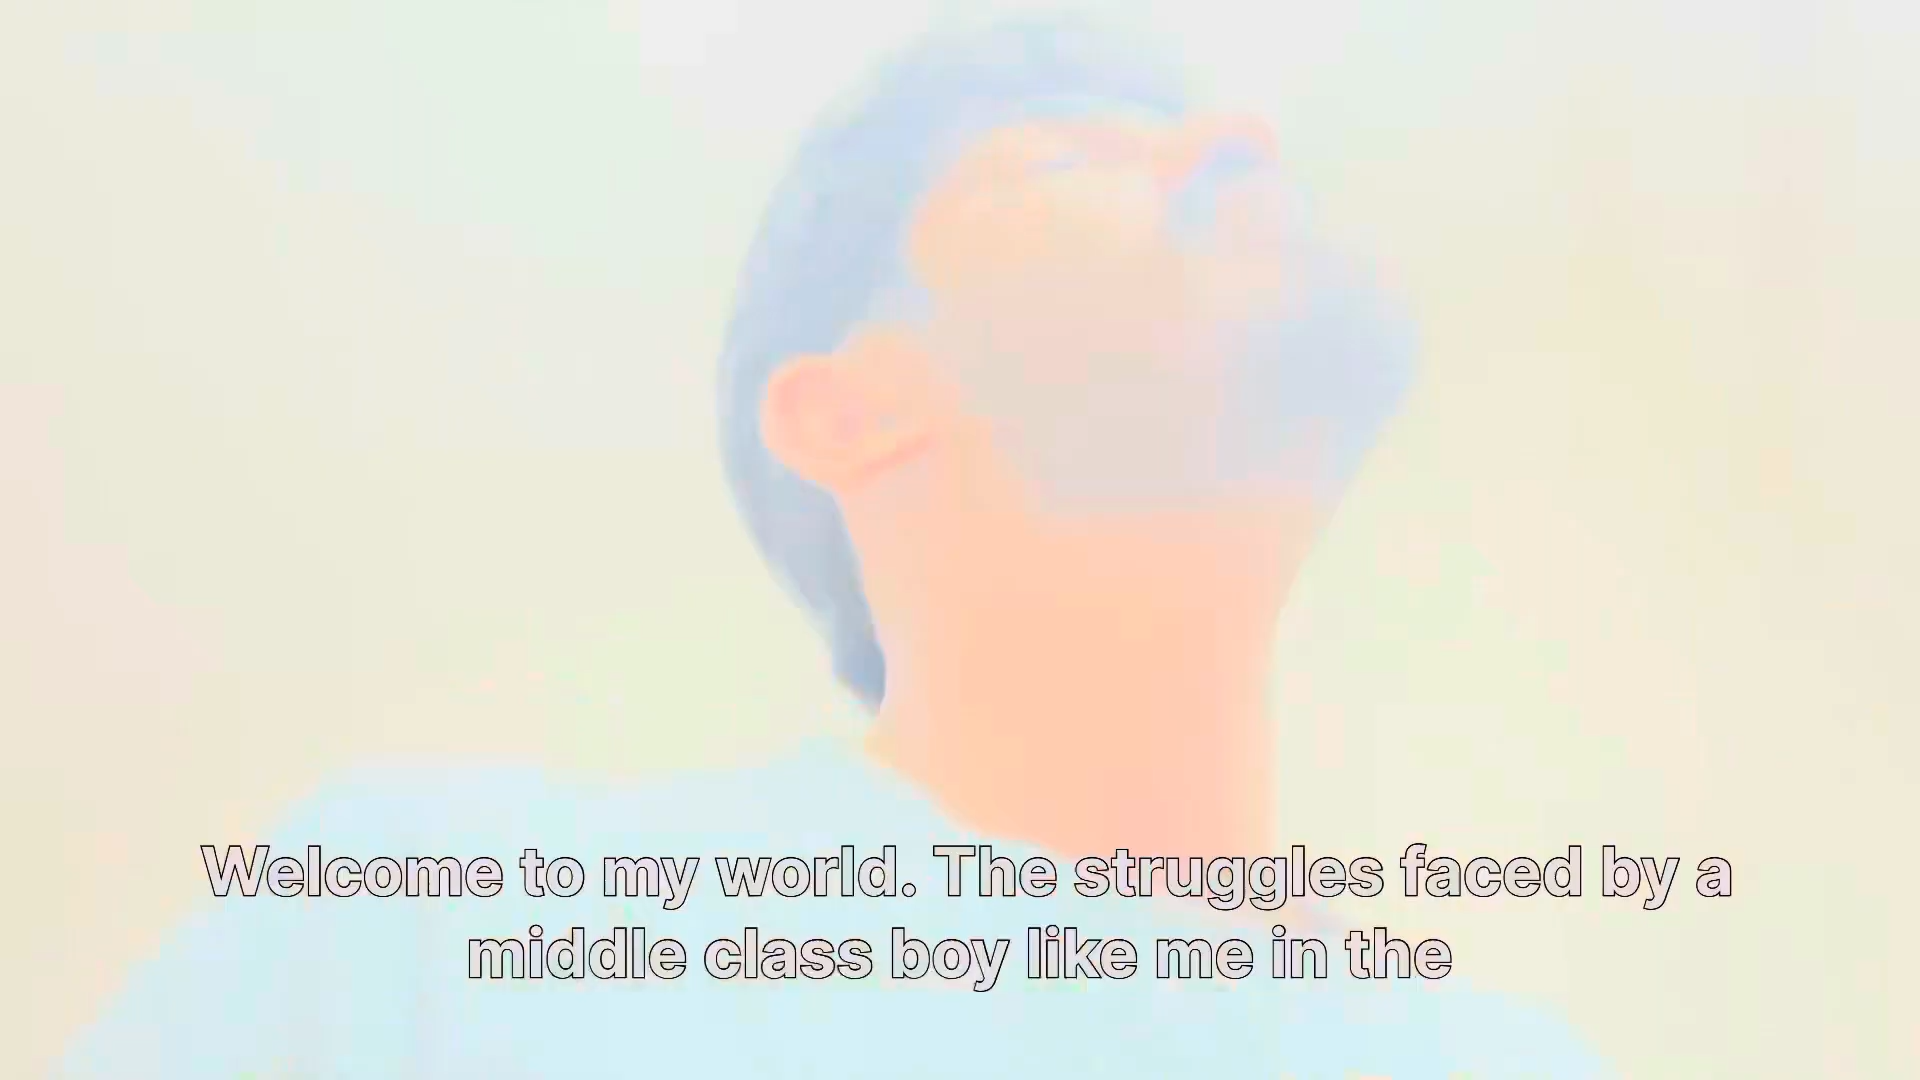 Welcome to my world. The struggles faced by a
middle class boy like me in the